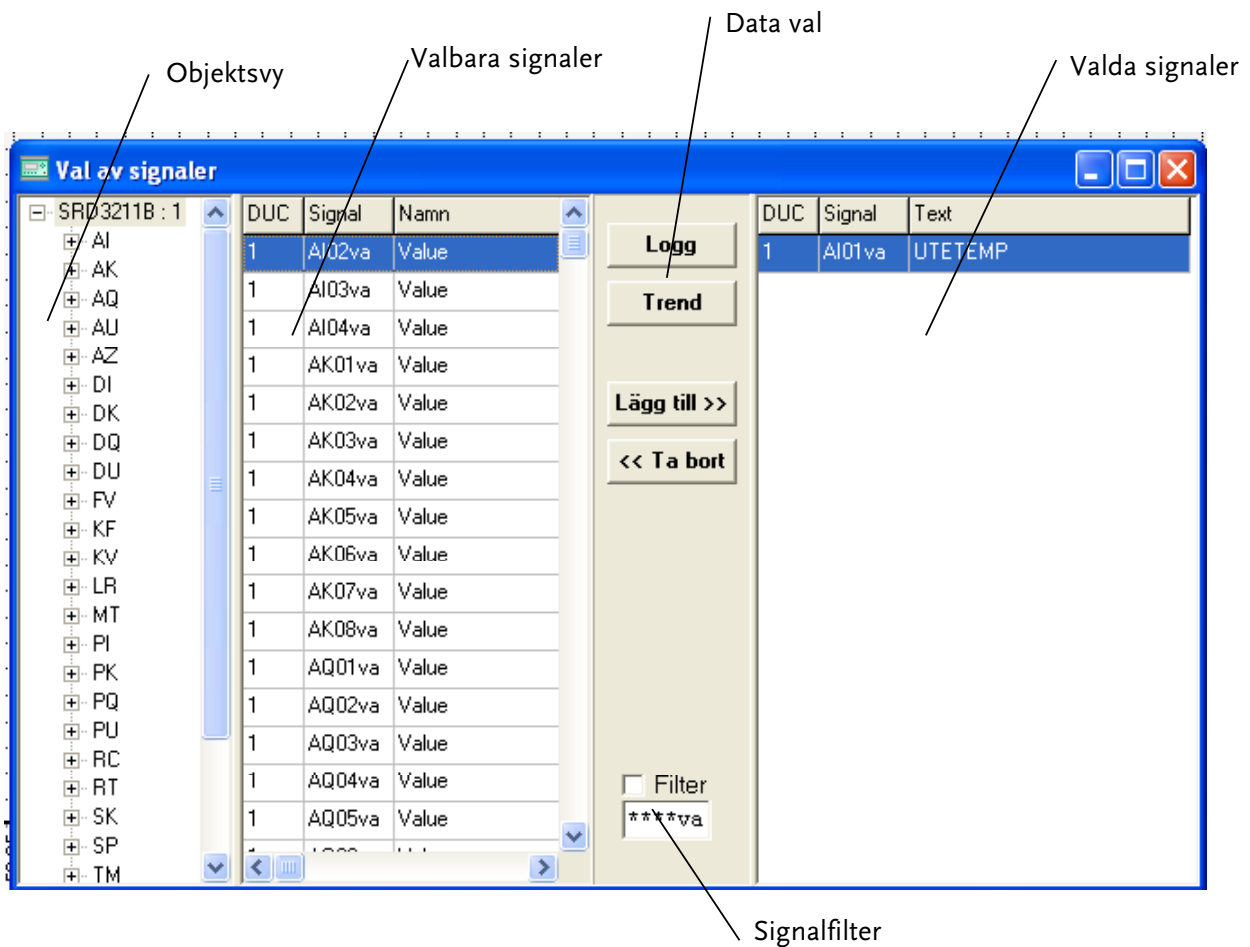 Data val
Valbara signaler
Valda signaler
Objektsvy
Val av signaler
SRD3211B : 1
AI
AK
AQ
AU
AZ
DI
DK
DQ
DU
FV
KF
KV
LR
MT
PI
PK
PQ
PU
RC
RT
SK
SP
TM
DUC Signal Namn
1 AI02va Value
1 AI03va Value
1 AI04va Value
1 AK01va Value
1 AK02va Value
1 AK03va Value
1 AK04va Value
1 AK05va Value
1 AK06va Value
1 AK07va Value
1 AK08va Value
1 AQ01va Value
1 AQ02va Value
1 AQ03va Value
1 AQ04va Value
1 AQ05va Value
Logg
Trend
Lägg till >>
<< Ta bort
Filter
****va
DUC Signal Text
1 AI01va UTETEMP
Signalfilter